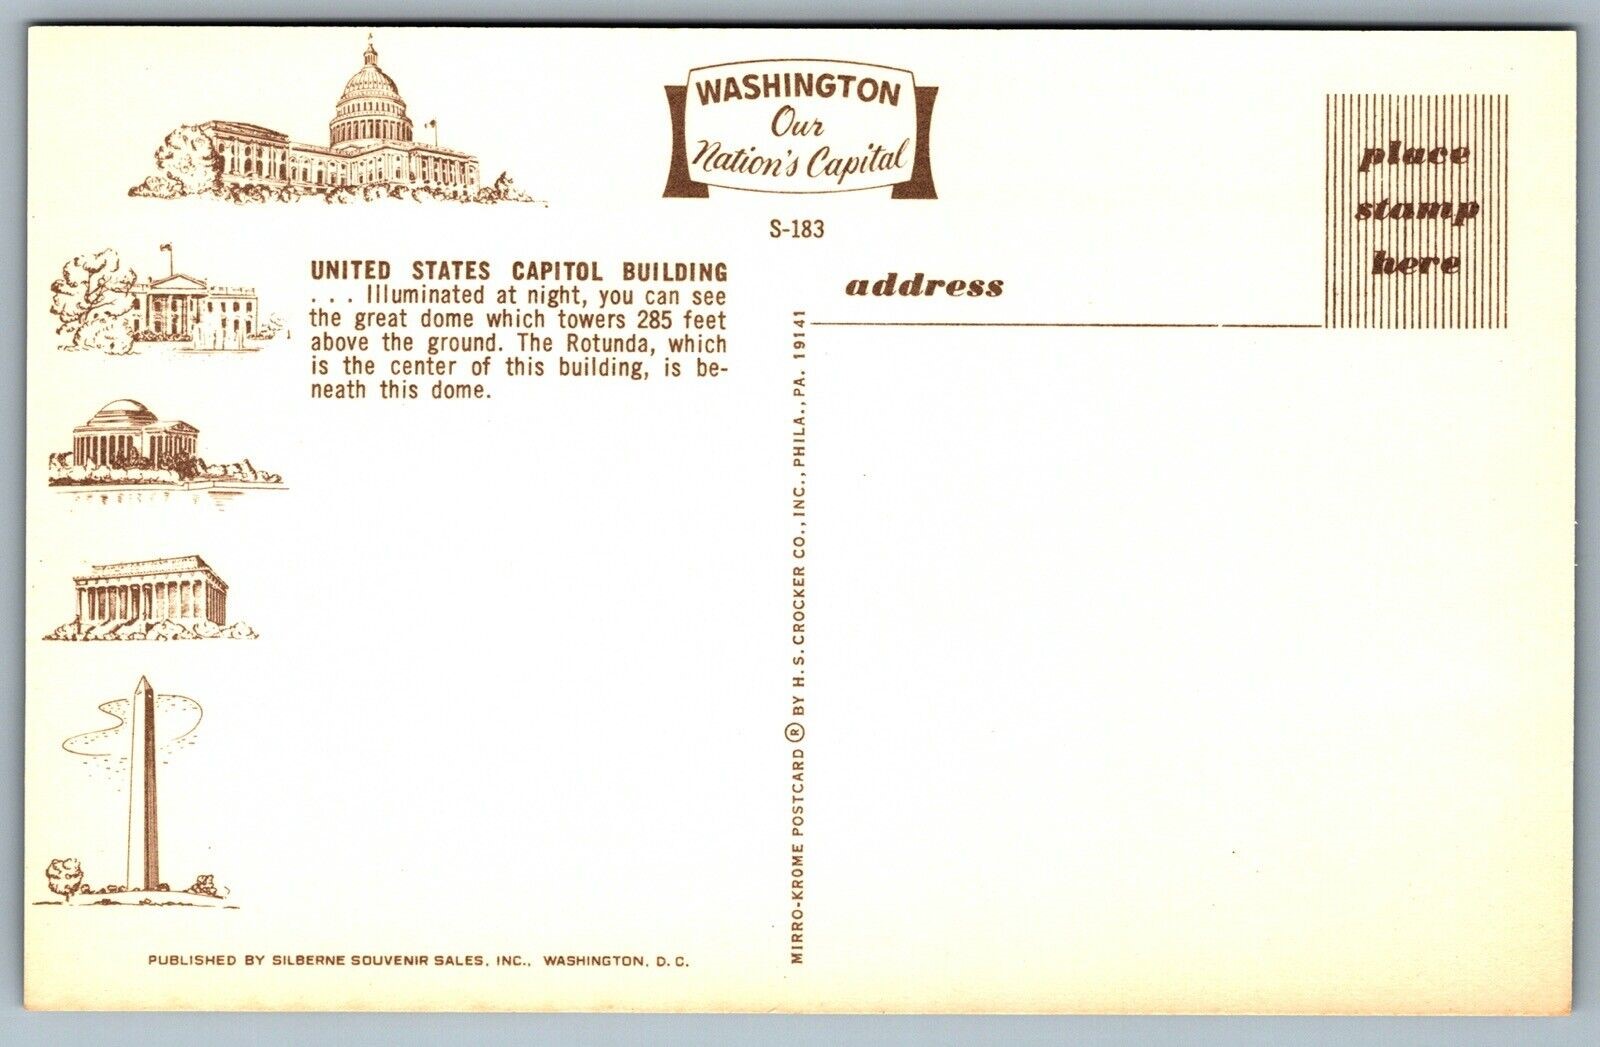 WASHINGTON
Our
Nation's Capital
S-183
place
stamp
here
UNITED STATES CAPITOL BUILDING
. . . Illuminated at night, you can see
the great dome which towers 285 feet
above the ground. The Rotunda, which
is the center of this building, is be-
neath this dome.
address
MIRRO-KROME POSTCARD ® BY H. S. CROCKER CO., INC., PHILA., PA. 19141
PUBLISHED BY SILBERNE SOUVENIR SALES, INC., WASHINGTON, D. C.